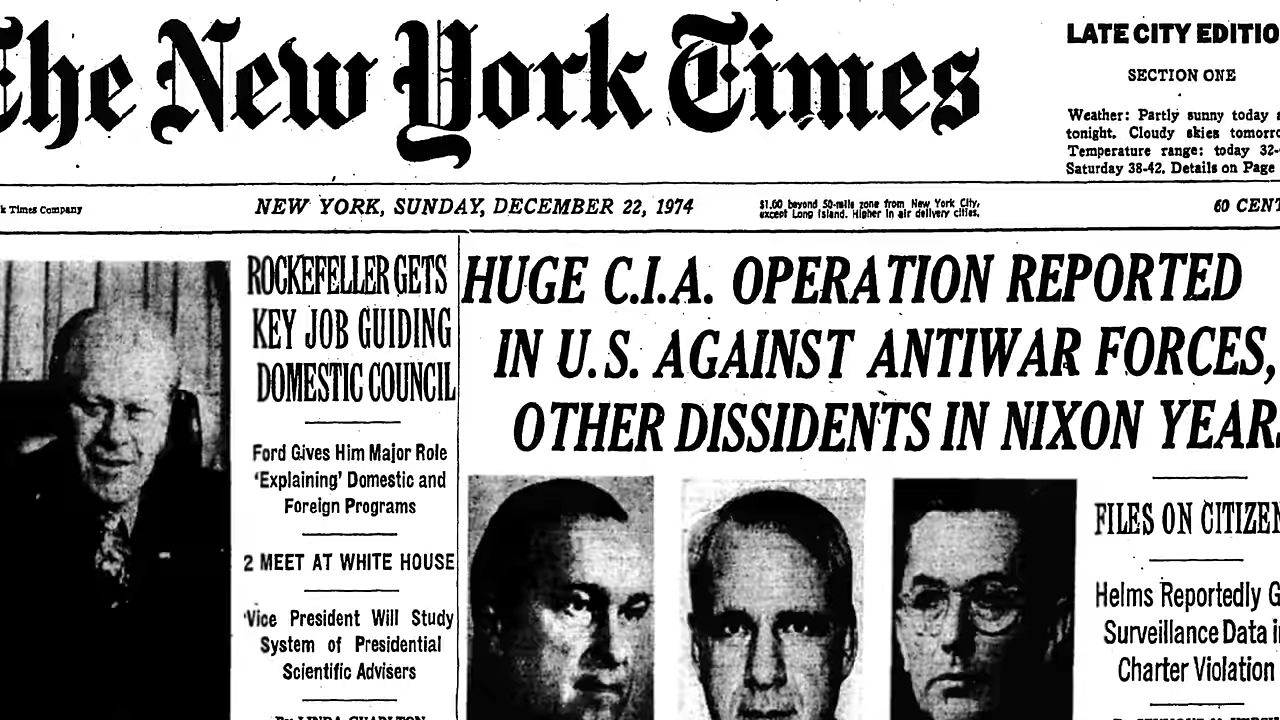 The New York Times
LATE CITY EDITIO
SECTION ONE
Weather: Partly sunny today a
tonight. Cloudy skies tomorro
Temperature range: today 32-
Saturday 38-42. Details on Page
k Times Company
NEW YORK, SUNDAY, DECEMBER 22, 1974
$1.00 beyond 50-mile zone from New York City,
except Long Island. Higher in air delivery cities.
60 CENT
ROCKEFELLER GETS
KEY JOB GUIDING
DOMESTIC COUNCIL
Ford Gives Him Major Role
'Explaining' Domestic and
Foreign Programs
2 MEET AT WHITE HOUSE
Vice President Will Study
System of Presidential
Scientific Advisers
By LINDA CHARLTON
HUGE C.I.A. OPERATION REPORTED
IN U.S. AGAINST ANTIWAR FORCES,
OTHER DISSIDENTS IN NIXON YEARS
FILES ON CITIZEN
Helms Reportedly G
Surveillance Data i
Charter Violation